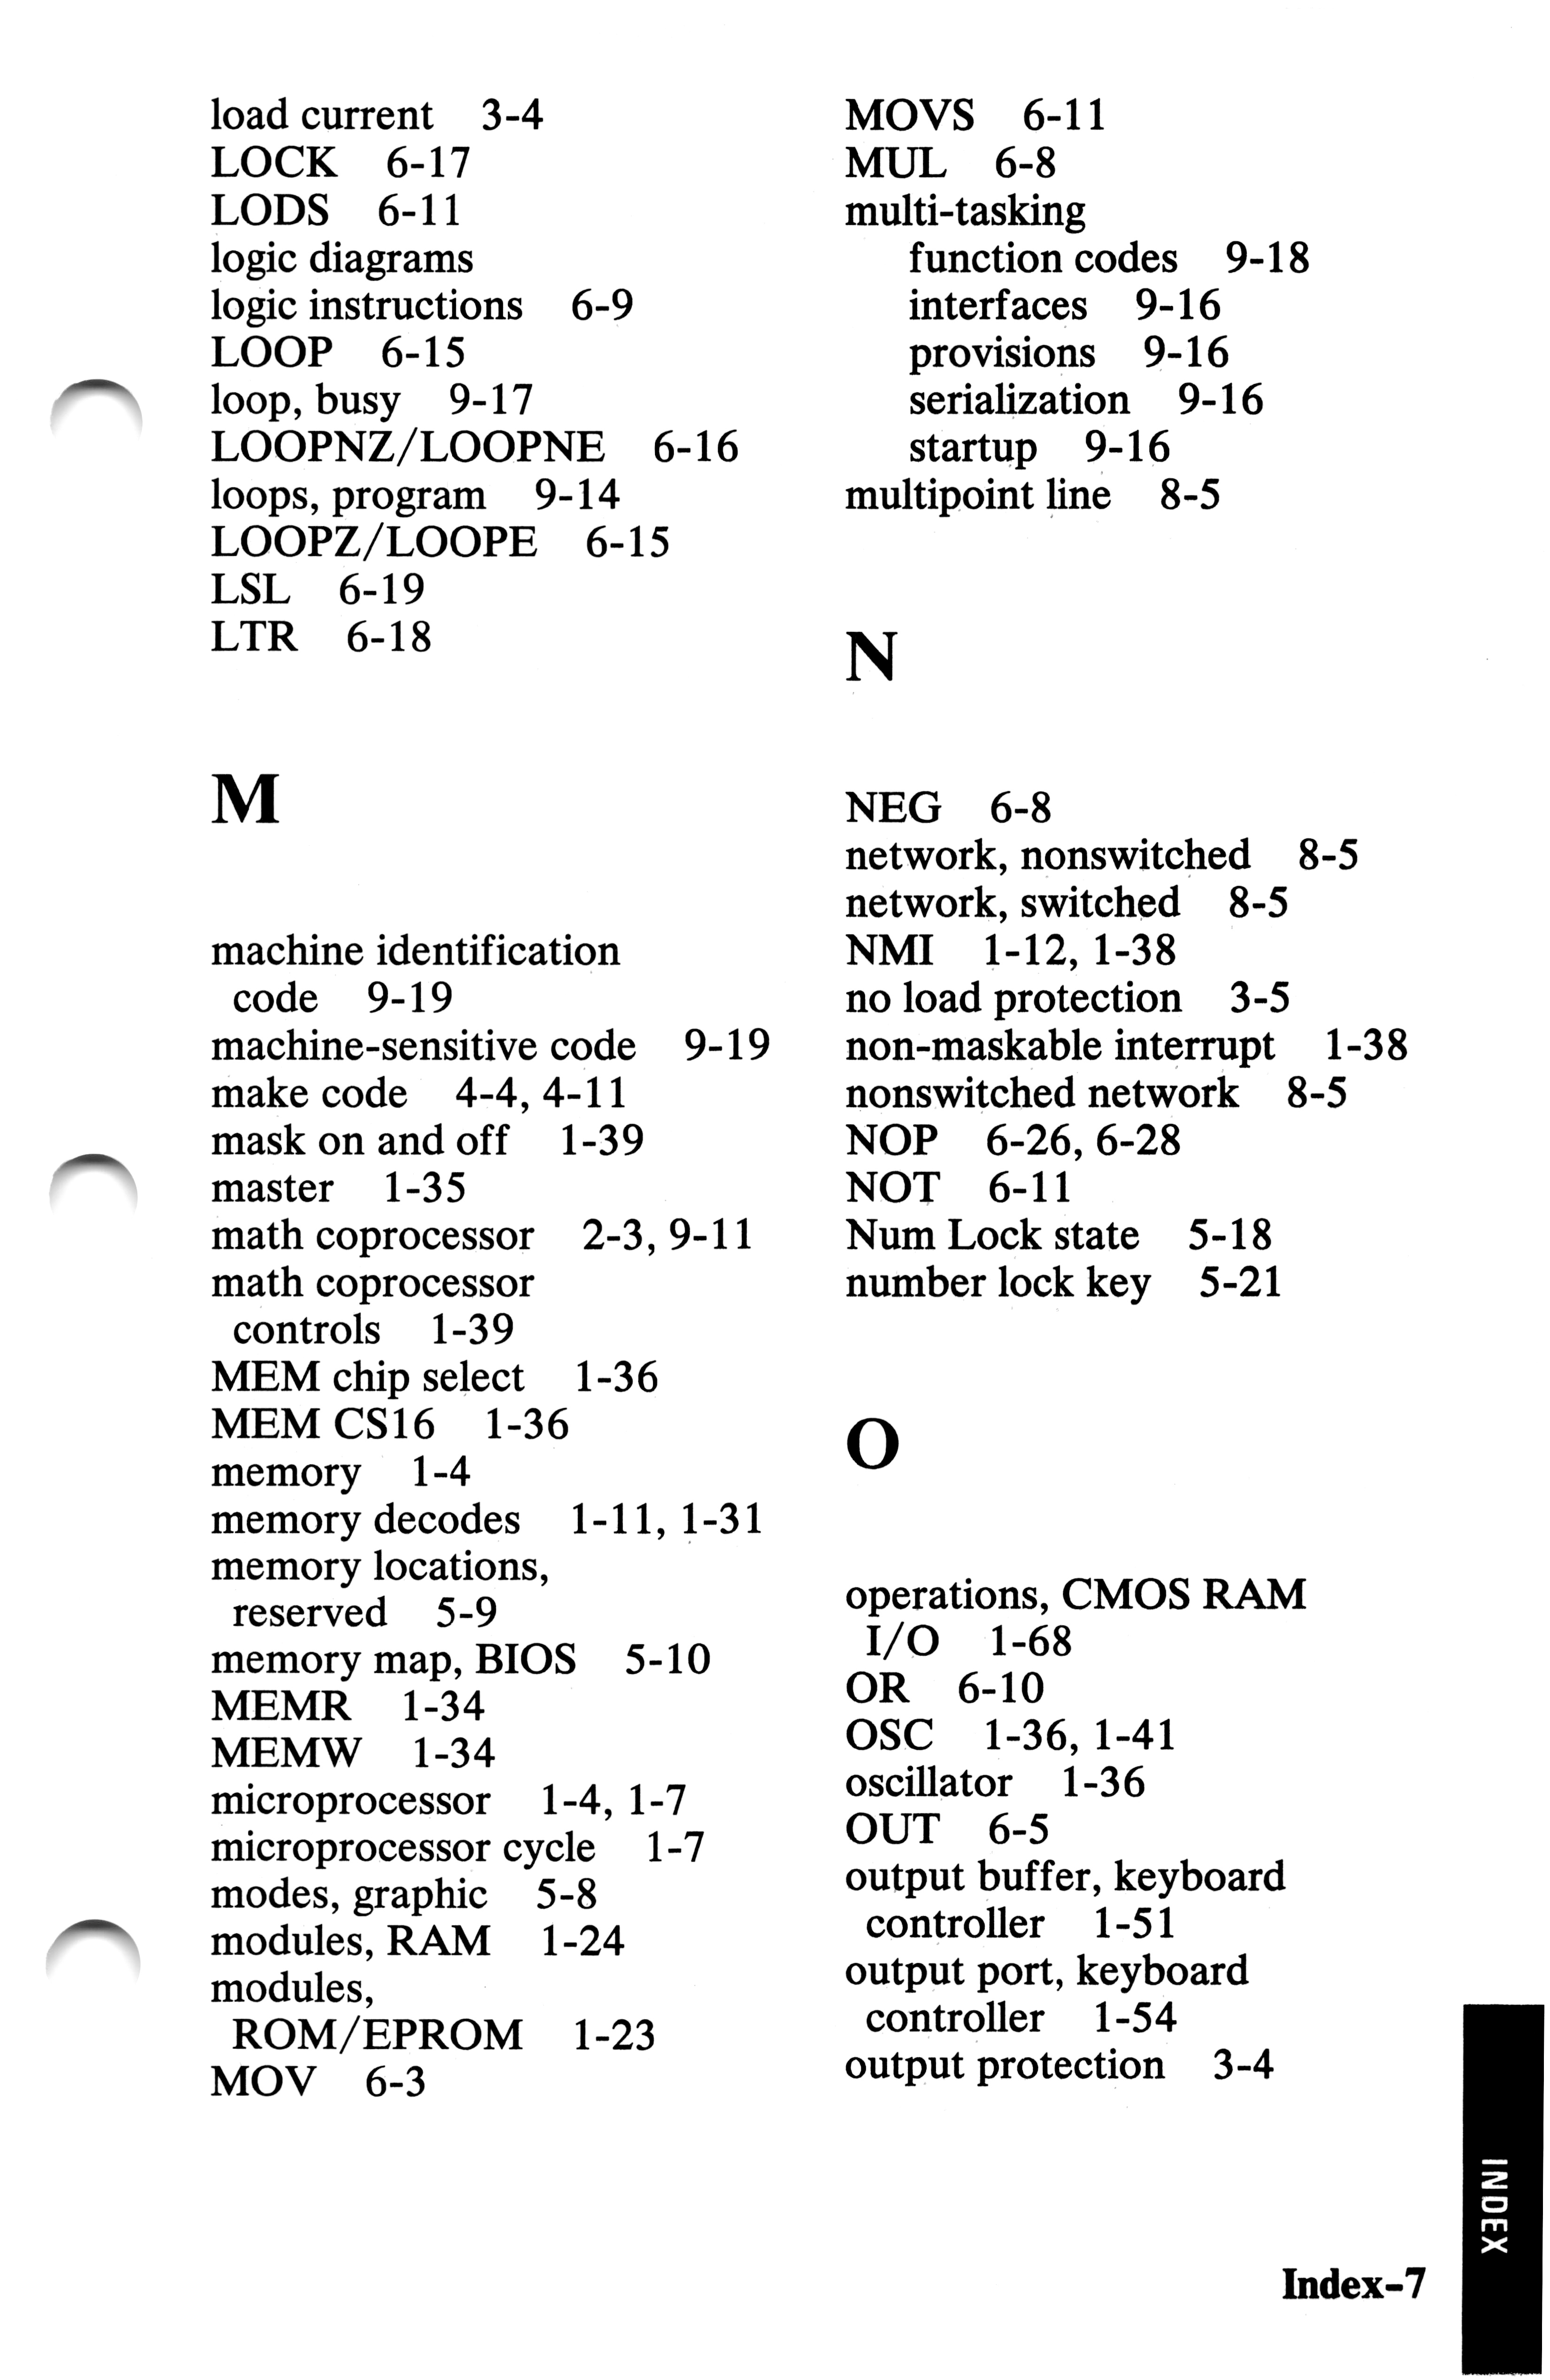 load current 3-4
LOCK 6-17
LODS 6-11
logic diagrams
logic instructions 6-9
LOOP 6-15
loop, busy 9-17
LOOPNZ/LOOPNE 6-16
loops, program 9-14
LOOPZ/LOOPE 6-15
LSL 6-19
LTR 6-18
M
machine identification
code 9-19
machine-sensitive code 9-19
make code 4-4, 4-11
mask on and off 1-39
master 1-35
math coprocessor 2-3, 9-11
math coprocessor
controls 1-39
MEM chip select 1-36
MEM CS16 1-36
memory 1-4
memory decodes 1-11, 1-31
memory locations,
reserved 5-9
memory map, BIOS 5-10
MEMR 1-34
MEMW 1-34
microprocessor 1-4, 1-7
microprocessor cycle 1-7
modes, graphic 5-8
modules, RAM 1-24
modules,
ROM/EPROM 1-23
MOV 6-3
MOVS 6-11
MUL 6-8
multi-tasking
function codes 9-18
interfaces 9-16
provisions 9-16
serialization 9-16
startup 9-16
multipoint line 8-5
N
NEG 6-8
network, nonswitched 8-5
network, switched 8-5
NMI 1-12, 1-38
no load protection 3-5
non-maskable interrupt 1-38
nonswitched network 8-5
NOP 6-26, 6-28
NOT 6-11
Num Lock state 5-18
number lock key 5-21
O
operations, CMOS RAM
I/O 1-68
OR 6-10
OSC 1-36, 1-41
oscillator 1-36
OUT 6-5
output buffer, keyboard
controller 1-51
output port, keyboard
controller 1-54
output protection 3-4
INDEX
Index-7